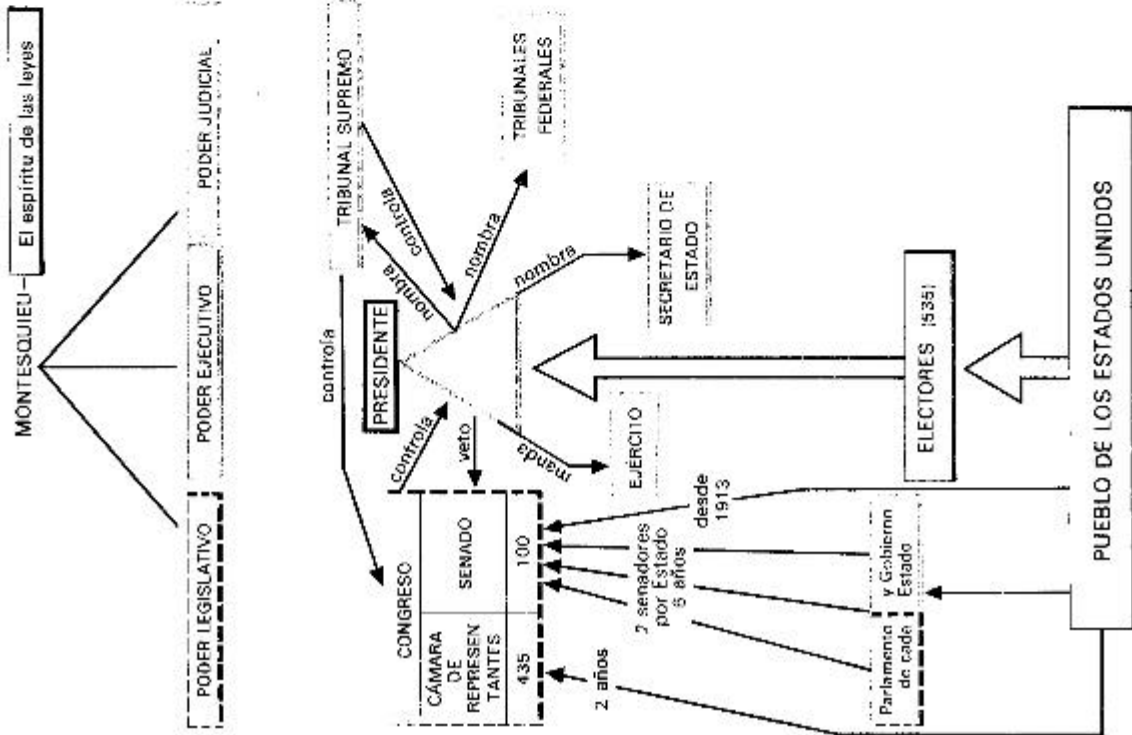 MONTESQUIEU – El espíritu de las leyes
PODER LEGISLATIVO
PODER EJECUTIVO
PODER JUDICIAL
controla
CONGRESO
CÁMARA
DE
REPRESEN
TANTES
SENADO
435
100
controla
veto
PRESIDENTE
nombra
controla
TRIBUNAL SUPREMO
nombra
TRIBUNALES
FEDERALES
manda
EJÉRCITO
nombra
SECRETARIO DE
ESTADO
2 años
2 senadores
por Estado
6 años
desde
1913
Parlamento y Gobierno
de cada Estado
ELECTORES (535)
PUEBLO DE LOS ESTADOS UNIDOS